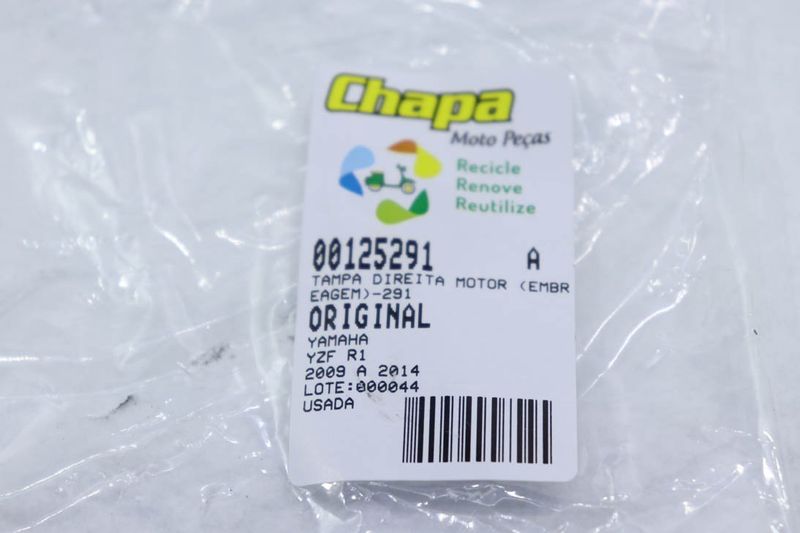 Chapa
Moto Peças
Recicle
Renove
Reutilize
00125291 A
TAMPA DIREITA MOTOR (EMBR
EAGEM)-291
ORIGINAL
YAMAHA
YZF R1
2009 A 2014
LOTE:000044
USADA